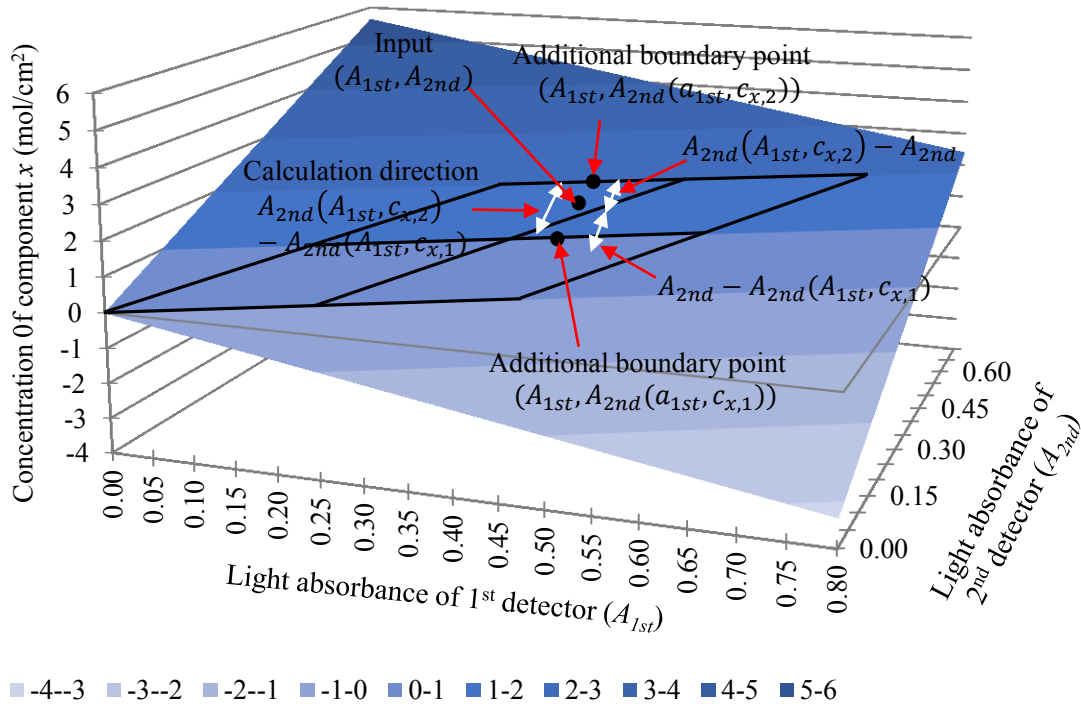 Input
(A_{1st}, A_{2nd})
Additional boundary point
(A_{1st}, A_{2nd}(a_{1st}, c_{x,2}))
A_{2nd}(A_{1st}, c_{x,2}) − A_{2nd}
Calculation direction
A_{2nd}(A_{1st}, c_{x,2})
− A_{2nd}(A_{1st}, c_{x,1})
A_{2nd} − A_{2nd}(A_{1st}, c_{x,1})
Additional boundary point
(A_{1st}, A_{2nd}(a_{1st}, c_{x,1}))
Concentration 0f component x (mol/cm²)
6
5
4
3
2
1
0
-1
-2
-3
-4
0.00
0.05
0.10
0.15
0.20
0.25
0.30
0.35
0.40
0.45
0.50
0.55
0.60
0.65
0.70
0.75
0.80
Light absorbance of 1st detector (A_{1st})
0.60
0.45
0.30
0.15
0.00
Light absorbance of
2nd detector (A_{2nd})
-4--3 -3--2 -2--1 -1-0 0-1 1-2 2-3 3-4 4-5 5-6